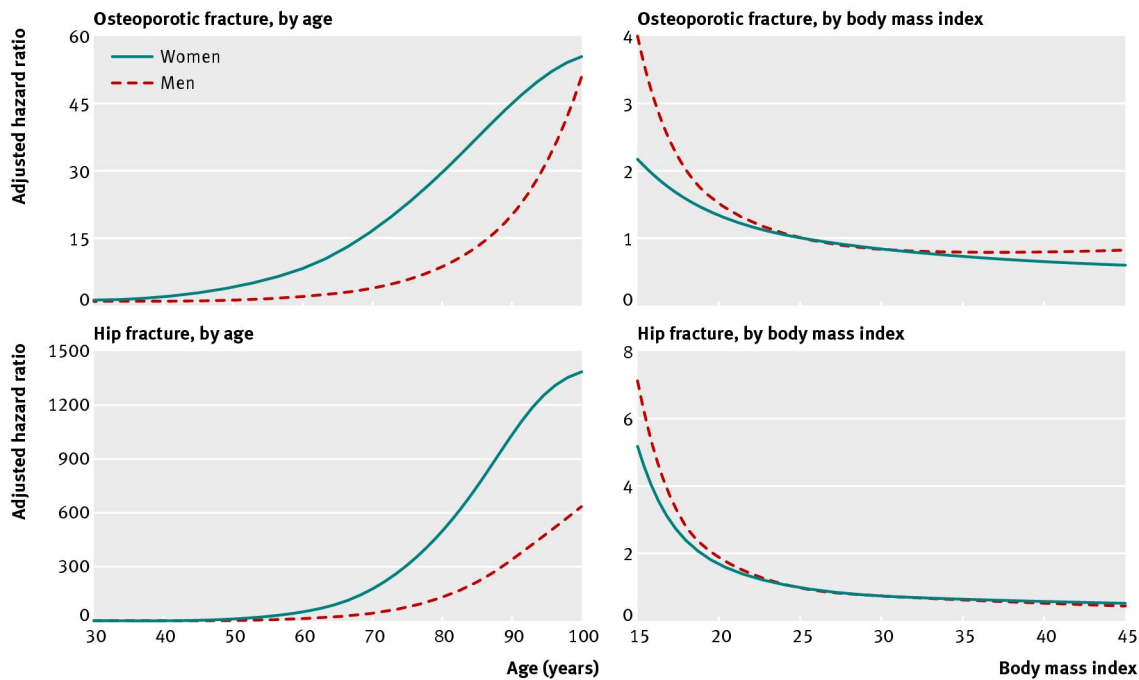 Osteoporotic fracture, by age
Adjusted hazard ratio
60
45
30
15
0
Women
Men
Osteoporotic fracture, by body mass index
4
3
2
1
0
Hip fracture, by age
Adjusted hazard ratio
1500
1200
900
600
300
0
30 40 50 60 70 80 90 100
Age (years)
Hip fracture, by body mass index
8
6
4
2
0
15 20 25 30 35 40 45
Body mass index